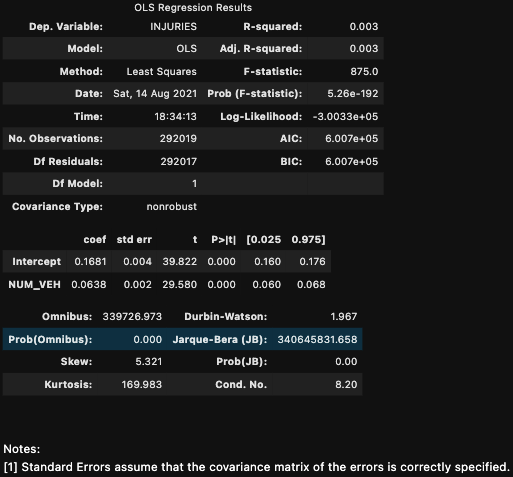 OLS Regression Results
Dep. Variable: INJURIES R-squared: 0.003
Model: OLS Adj. R-squared: 0.003
Method: Least Squares F-statistic: 875.0
Date: Sat, 14 Aug 2021 Prob (F-statistic): 5.26e-192
Time: 18:34:13 Log-Likelihood: -3.0033e+05
No. Observations: 292019 AIC: 6.007e+05
Df Residuals: 292017 BIC: 6.007e+05
Df Model: 1
Covariance Type: nonrobust
coef std err t P>|t| [0.025 0.975]
Intercept 0.1681 0.004 39.822 0.000 0.160 0.176
NUM_VEH 0.0638 0.002 29.580 0.000 0.060 0.068
Omnibus: 339726.973 Durbin-Watson: 1.967
Prob(Omnibus): 0.000 Jarque-Bera (JB): 340645831.658
Skew: 5.321 Prob(JB): 0.00
Kurtosis: 169.983 Cond. No. 8.20
Notes:
[1] Standard Errors assume that the covariance matrix of the errors is correctly specified.